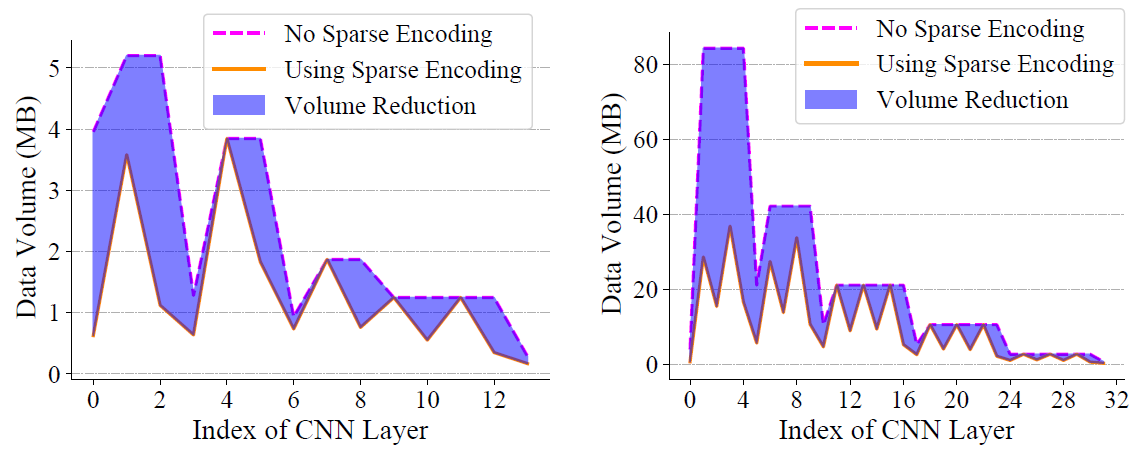 No Sparse Encoding
Using Sparse Encoding
Volume Reduction
Data Volume (MB)
5
4
3
2
1
0
0 2 4 6 8 10 12
Index of CNN Layer
No Sparse Encoding
Using Sparse Encoding
Volume Reduction
Data Volume (MB)
80
60
40
20
0
0 4 8 12 16 20 24 28 32
Index of CNN Layer